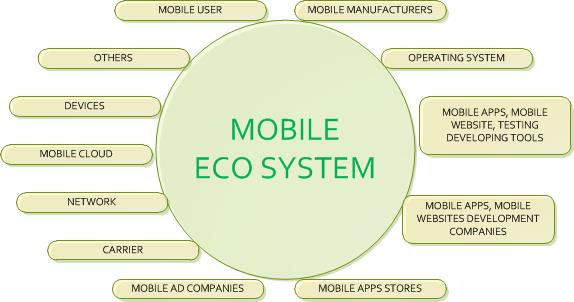 MOBILE USER
MOBILE MANUFACTURERS
OTHERS
OPERATING SYSTEM
DEVICES
MOBILE APPS, MOBILE
WEBSITE, TESTING
DEVELOPING TOOLS
MOBILE
ECO SYSTEM
MOBILE CLOUD
NETWORK
MOBILE APPS, MOBILE
WEBSITES DEVELOPMENT
COMPANIES
CARRIER
MOBILE AD COMPANIES
MOBILE APPS STORES